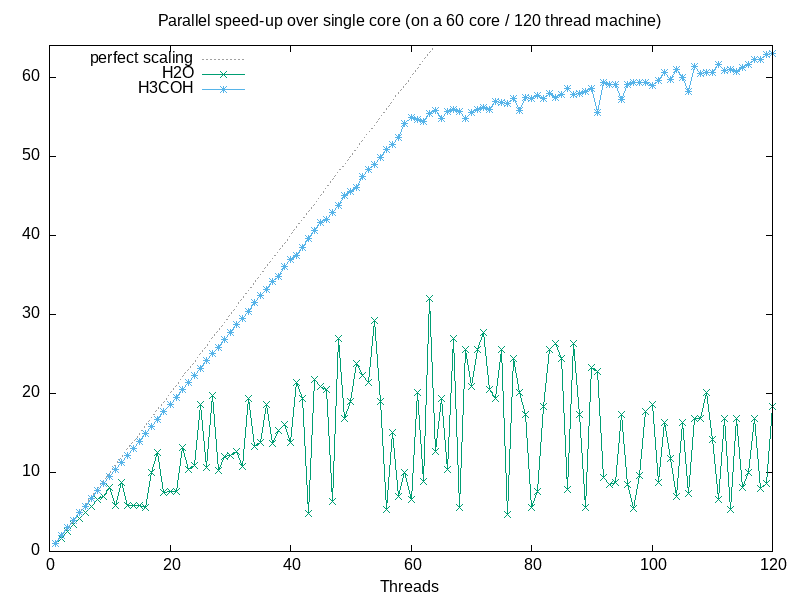 Parallel speed-up over single core (on a 60 core / 120 thread machine)
perfect scaling
H2O
H3COH
60
50
40
30
20
10
0
0 20 40 60 80 100 120
Threads